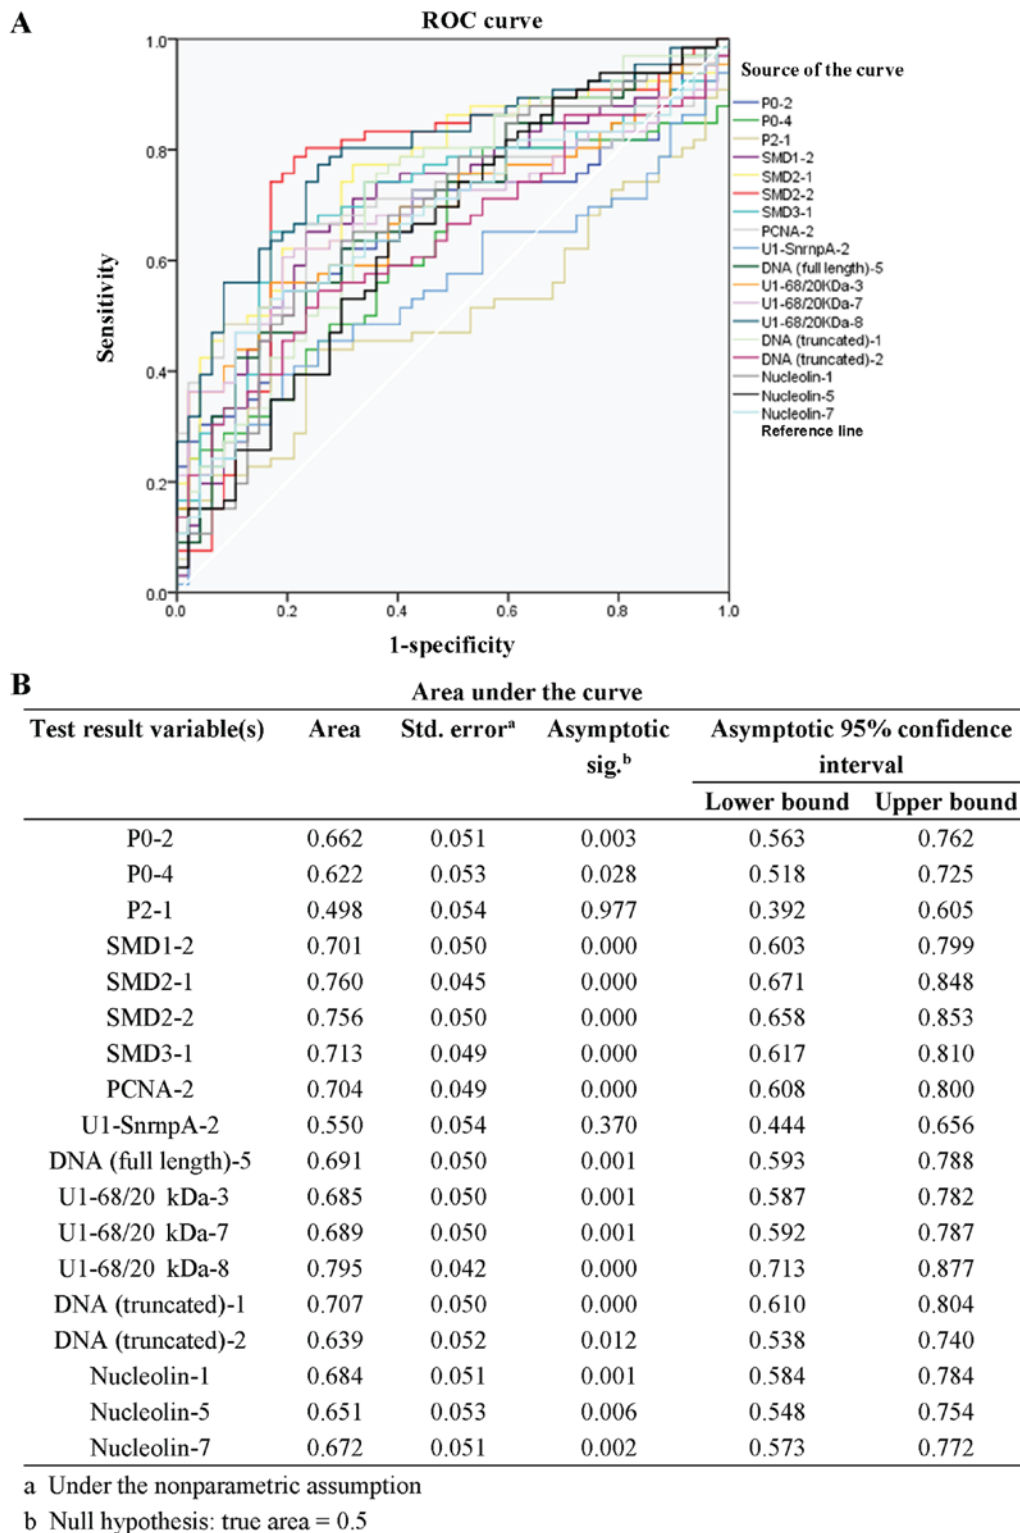 A
ROC curve
1.0
0.8
0.6
0.4
0.2
0.0
Sensitivity
0.0 0.2 0.4 0.6 0.8 1.0
1-specificity
Source of the curve
P0-2
P0-4
P2-1
SMD1-2
SMD2-1
SMD2-2
SMD3-1
PCNA-2
U1-SnrnpA-2
DNA (full length)-5
U1-68/20KDa-3
U1-68/20KDa-7
U1-68/20KDa-8
DNA (truncated)-1
DNA (truncated)-2
Nucleolin-1
Nucleolin-5
Nucleolin-7
Reference line
B
Area under the curve
Test result variable(s) Area Std. errorᵃ Asymptotic sig.ᵇ Asymptotic 95% confidence interval
Lower bound Upper bound
P0-2 0.662 0.051 0.003 0.563 0.762
P0-4 0.622 0.053 0.028 0.518 0.725
P2-1 0.498 0.054 0.977 0.392 0.605
SMD1-2 0.701 0.050 0.000 0.603 0.799
SMD2-1 0.760 0.045 0.000 0.671 0.848
SMD2-2 0.756 0.050 0.000 0.658 0.853
SMD3-1 0.713 0.049 0.000 0.617 0.810
PCNA-2 0.704 0.049 0.000 0.608 0.800
U1-SnrnpA-2 0.550 0.054 0.370 0.444 0.656
DNA (full length)-5 0.691 0.050 0.001 0.593 0.788
U1-68/20 kDa-3 0.685 0.050 0.001 0.587 0.782
U1-68/20 kDa-7 0.689 0.050 0.001 0.592 0.787
U1-68/20 kDa-8 0.795 0.042 0.000 0.713 0.877
DNA (truncated)-1 0.707 0.050 0.000 0.610 0.804
DNA (truncated)-2 0.639 0.052 0.012 0.538 0.740
Nucleolin-1 0.684 0.051 0.001 0.584 0.784
Nucleolin-5 0.651 0.053 0.006 0.548 0.754
Nucleolin-7 0.672 0.051 0.002 0.573 0.772
a Under the nonparametric assumption
b Null hypothesis: true area = 0.5